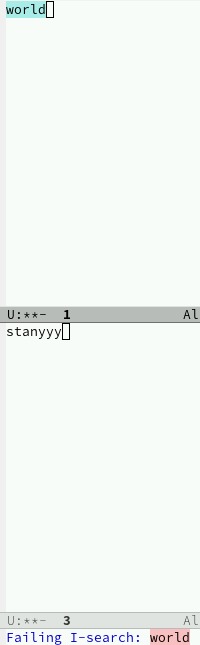 world
U:**-  1  Al
stanyyy
U:**-  3  Al
Failing I-search: world